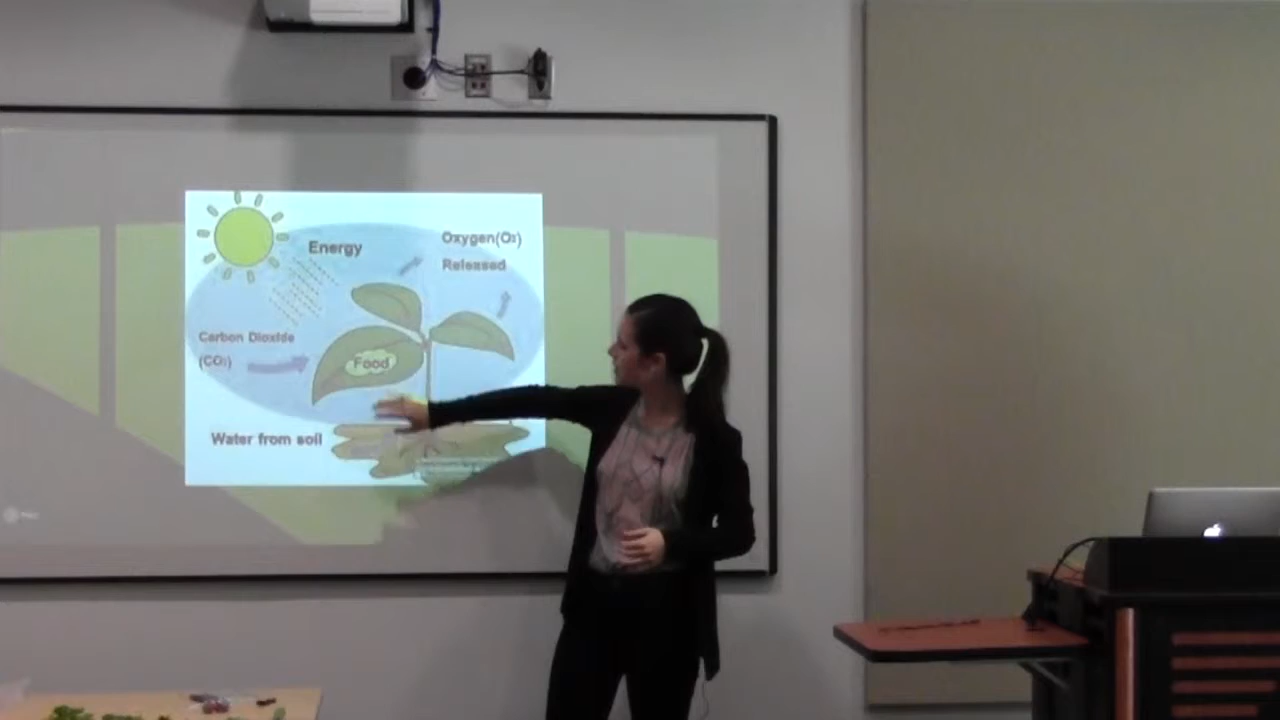 Energy
Oxygen(O2)
Released
Carbon Dioxide
(CO2)
Food
Water from soil